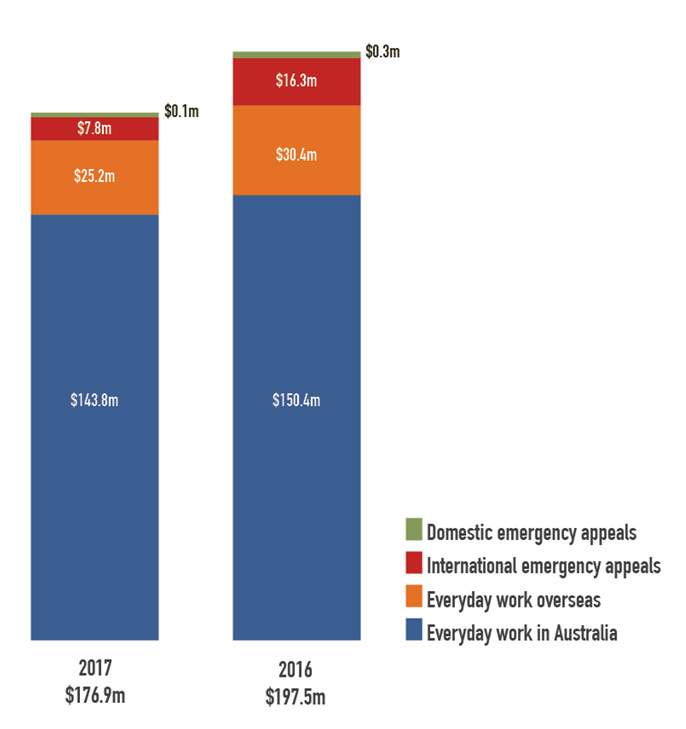 $0.3m
$16.3m
$0.1m
$7.8m
$30.4m
$25.2m
$143.8m
$150.4m
Domestic emergency appeals
International emergency appeals
Everyday work overseas
Everyday work in Australia
2017
$176.9m
2016
$197.5m